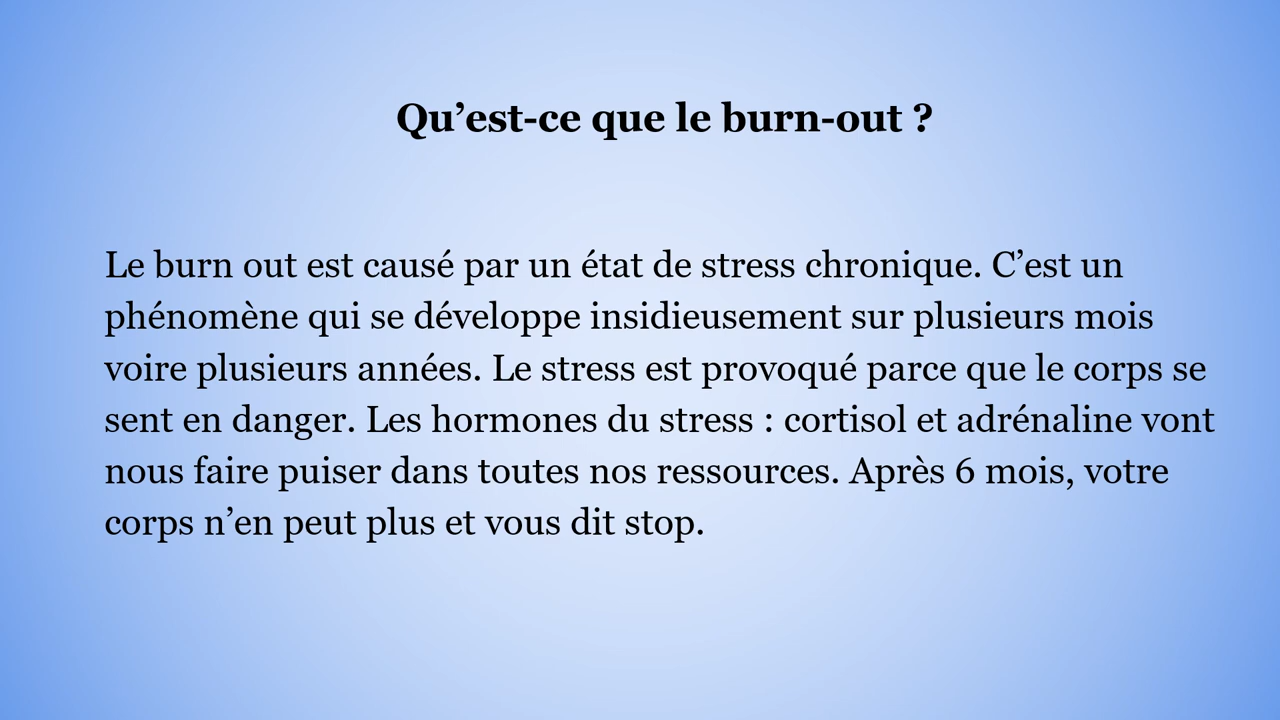 Qu’est-ce que le burn-out ?
Le burn out est causé par un état de stress chronique. C’est un
phénomène qui se développe insidieusement sur plusieurs mois
voire plusieurs années. Le stress est provoqué parce que le corps se
sent en danger. Les hormones du stress : cortisol et adrénaline vont
nous faire puiser dans toutes nos ressources. Après 6 mois, votre
corps n’en peut plus et vous dit stop.